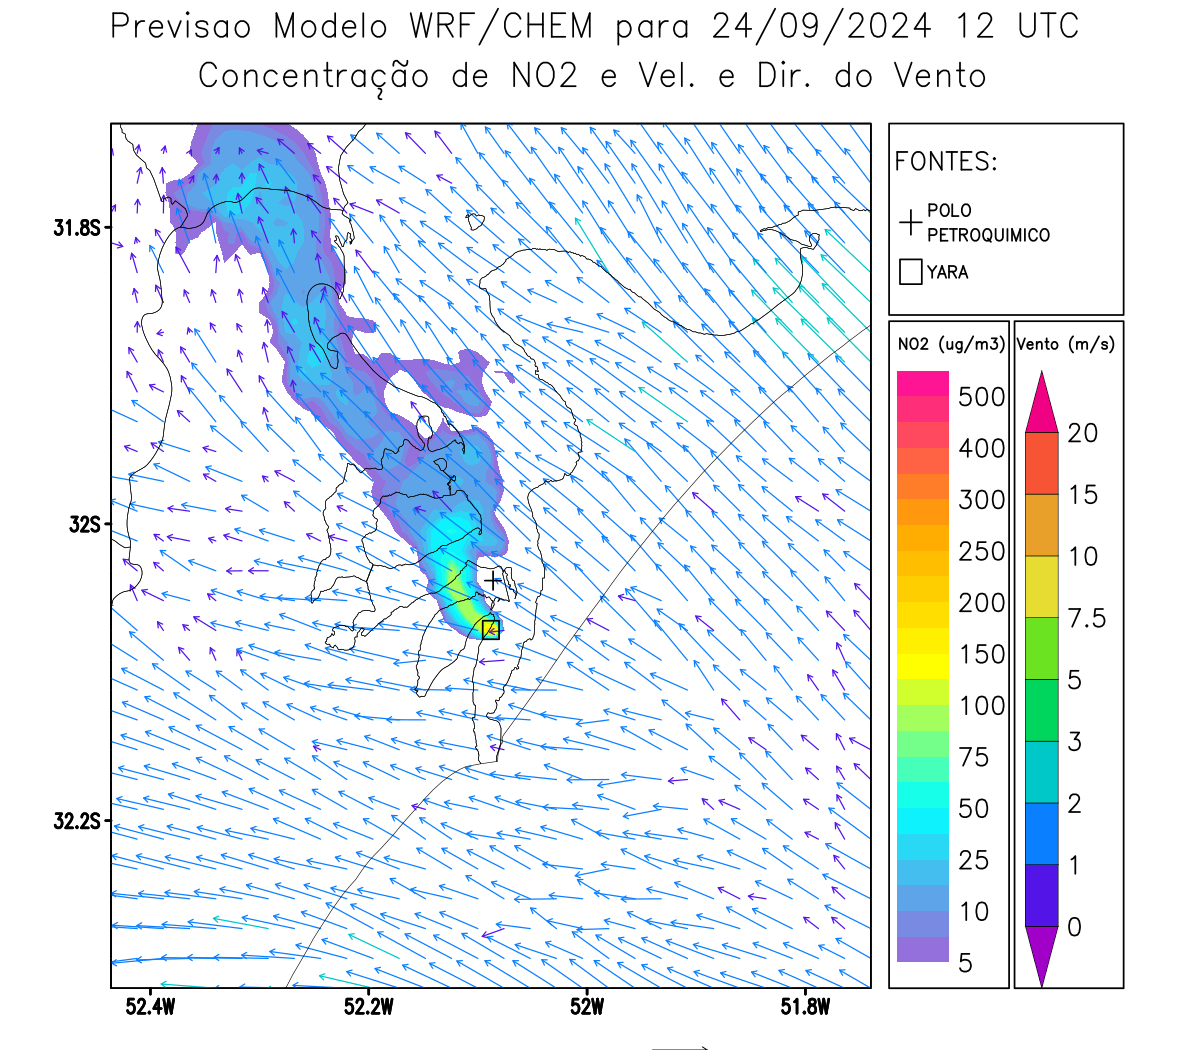 Previsao Modelo WRF/CHEM para 24/09/2024 12 UTC
Concentração de NO2 e Vel. e Dir. do Vento
FONTES:
POLO
PETROQUIMICO
YARA
NO2 (ug/m3)
500
400
300
250
200
150
100
75
50
25
10
5
Vento (m/s)
20
15
10
7.5
5
3
2
1
0
31.8S
32S
32.2S
52.4W
52.2W
52W
51.8W